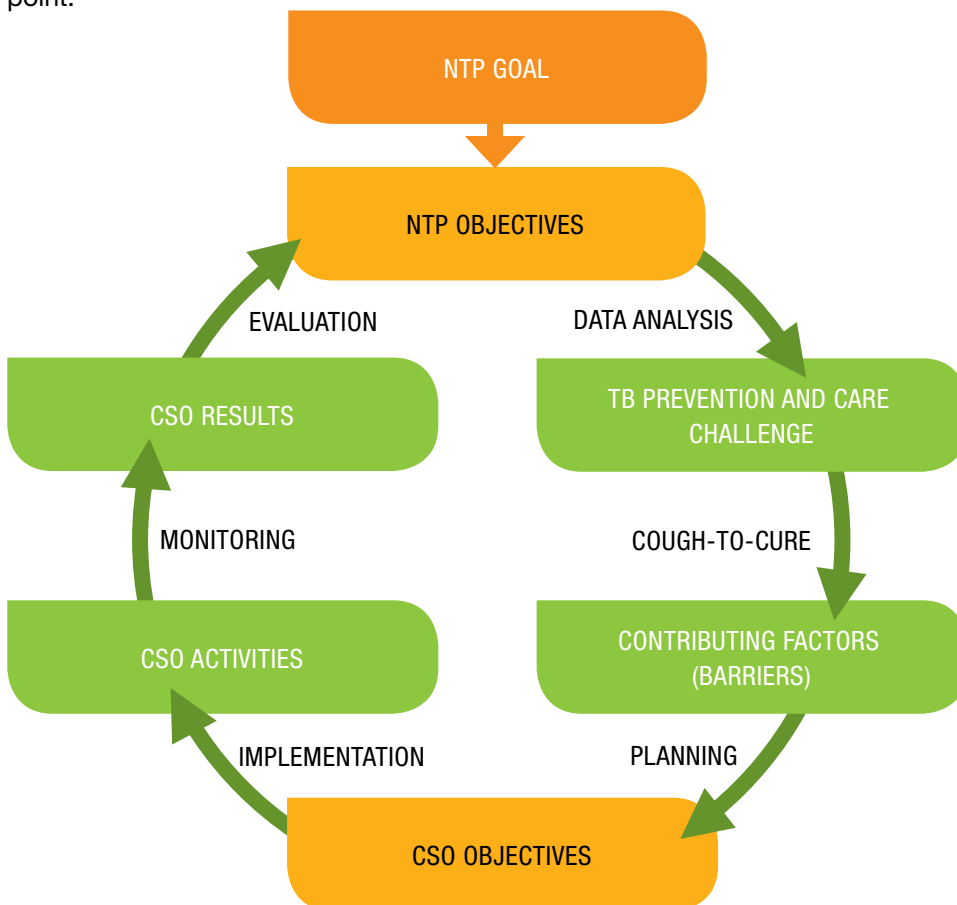 point.
NTP GOAL
NTP OBJECTIVES
EVALUATION
DATA ANALYSIS
CSO RESULTS
TB PREVENTION AND CARE
CHALLENGE
MONITORING
COUGH-TO-CURE
CSO ACTIVITIES
CONTRIBUTING FACTORS
(BARRIERS)
IMPLEMENTATION
PLANNING
CSO OBJECTIVES